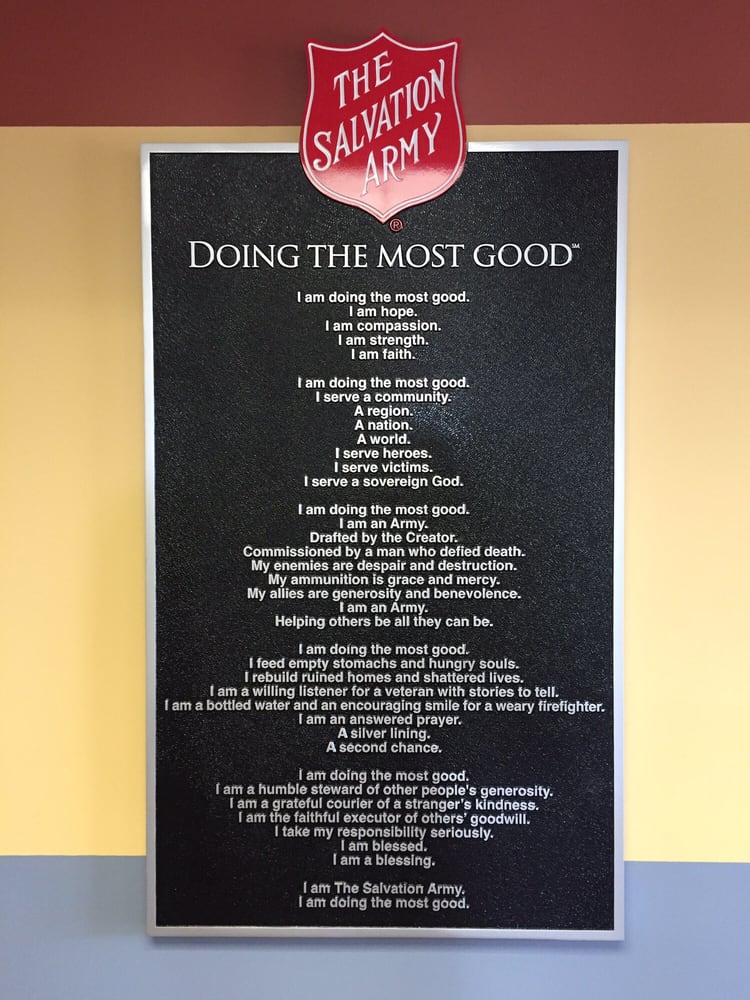 THE
SALVATION
ARMY
®
DOING THE MOST GOOD℠
I am doing the most good.
I am hope.
I am compassion.
I am strength.
I am faith.
I am doing the most good.
I serve a community.
A region.
A nation.
A world.
I serve heroes.
I serve victims.
I serve a sovereign God.
I am doing the most good.
I am an Army.
Drafted by the Creator.
Commissioned by a man who defied death.
My enemies are despair and destruction.
My ammunition is grace and mercy.
My allies are generosity and benevolence.
I am an Army.
Helping others be all they can be.
I am doing the most good.
I feed empty stomachs and hungry souls.
I rebuild ruined homes and shattered lives.
I am a willing listener for a veteran with stories to tell.
I am a bottled water and an encouraging smile for a weary firefighter.
I am an answered prayer.
A silver lining.
A second chance.
I am doing the most good.
I am a humble steward of other people's generosity.
I am a grateful courier of a stranger's kindness.
I am the faithful executor of others' goodwill.
I take my responsibility seriously.
I am blessed.
I am a blessing.
I am The Salvation Army.
I am doing the most good.